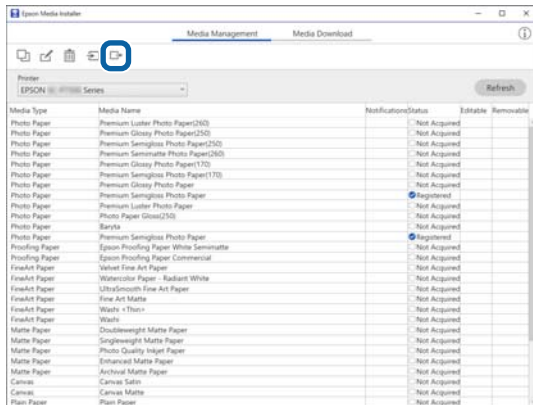 Epson Media Installer
Media Management Media Download
Printer
EPSON Series
Refresh
Media Type Media Name Notifications Status Editable Removable
Photo Paper Premium Luster Photo Paper(260) Not Acquired
Photo Paper Premium Glossy Photo Paper(250) Not Acquired
Photo Paper Premium Semigloss Photo Paper(250) Not Acquired
Photo Paper Premium Semimatte Photo Paper(260) Not Acquired
Photo Paper Premium Glossy Photo Paper(170) Not Acquired
Photo Paper Premium Semigloss Photo Paper(170) Not Acquired
Photo Paper Premium Glossy Photo Paper Not Acquired
Photo Paper Premium Semigloss Photo Paper Registered
Photo Paper Premium Luster Photo Paper Not Acquired
Photo Paper Photo Paper Gloss(250) Not Acquired
Photo Paper Baryta Not Acquired
Photo Paper Premium Semigloss Photo Paper Registered
Proofing Paper Epson Proofing Paper White Semimatte Not Acquired
Proofing Paper Epson Proofing Paper Commercial Not Acquired
FineArt Paper Velvet Fine Art Paper Not Acquired
FineArt Paper Watercolor Paper - Radiant White Not Acquired
FineArt Paper UltraSmooth Fine Art Paper Not Acquired
FineArt Paper Fine Art Matte Not Acquired
FineArt Paper Washi <Thin> Not Acquired
FineArt Paper Washi Not Acquired
Matte Paper Doubleweight Matte Paper Not Acquired
Matte Paper Singleweight Matte Paper Not Acquired
Matte Paper Photo Quality Inkjet Paper Not Acquired
Matte Paper Enhanced Matte Paper Not Acquired
Matte Paper Archival Matte Paper Not Acquired
Canvas Canvas Satin Not Acquired
Canvas Canvas Matte Not Acquired
Plain Paper Plain Paper Not Acquired